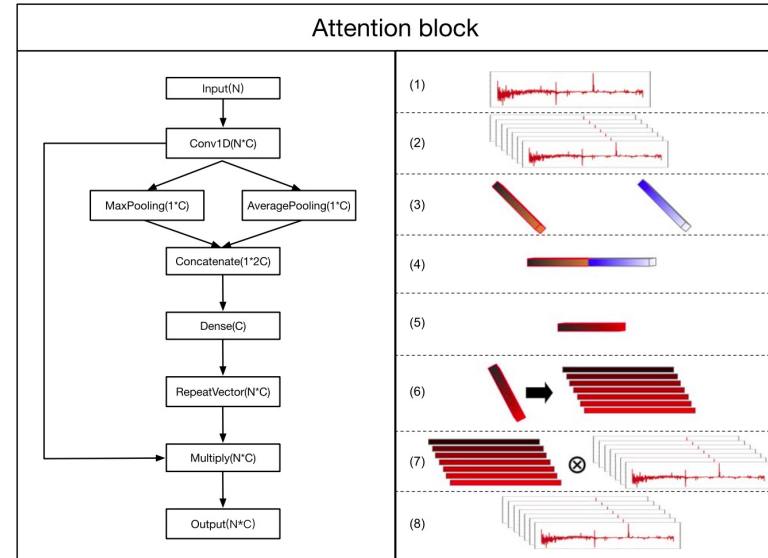 Attention block
Input(N)
Conv1D(N*C)
MaxPooling(1*C)
AveragePooling(1*C)
Concatenate(1*2C)
Dense(C)
RepeatVector(N*C)
Multiply(N*C)
Output(N*C)
(1)
(2)
(3)
(4)
(5)
(6)
(7)
(8)